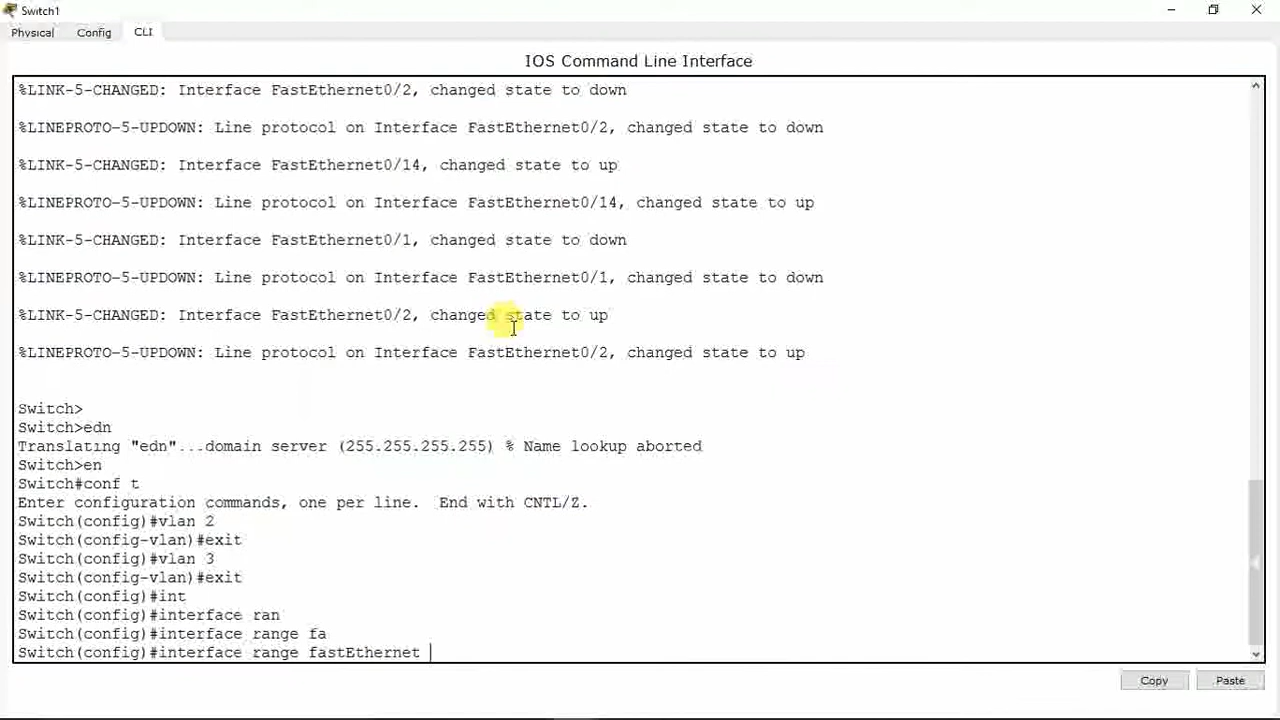 Switch1
Physical Config CLI
IOS Command Line Interface
%LINK-5-CHANGED: Interface FastEthernet0/2, changed state to down
%LINEPROTO-5-UPDOWN: Line protocol on Interface FastEthernet0/2, changed state to down
%LINK-5-CHANGED: Interface FastEthernet0/14, changed state to up
%LINEPROTO-5-UPDOWN: Line protocol on Interface FastEthernet0/14, changed state to up
%LINK-5-CHANGED: Interface FastEthernet0/1, changed state to down
%LINEPROTO-5-UPDOWN: Line protocol on Interface FastEthernet0/1, changed state to down
%LINK-5-CHANGED: Interface FastEthernet0/2, changed state to up
%LINEPROTO-5-UPDOWN: Line protocol on Interface FastEthernet0/2, changed state to up
Switch>
Switch>edn
Translating "edn"...domain server (255.255.255.255) % Name lookup aborted
Switch>en
Switch#conf t
Enter configuration commands, one per line.  End with CNTL/Z.
Switch(config)#vlan 2
Switch(config-vlan)#exit
Switch(config)#vlan 3
Switch(config-vlan)#exit
Switch(config)#int
Switch(config)#interface ran
Switch(config)#interface range fa
Switch(config)#interface range fastEthernet
Copy Paste